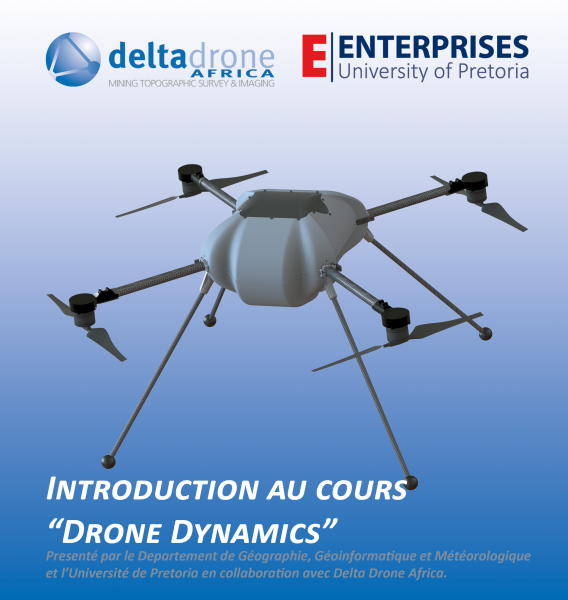 deltadrone
AFRICA
MINING TOPOGRAPHIC SURVEY & IMAGING
E ENTERPRISES
University of Pretoria
INTRODUCTION AU COURS
“DRONE DYNAMICS”
Presenté par le Departement de Géographie, Géoinformatique et Météorologique
et l’Université de Pretoria en collaboration avec Delta Drone Africa.